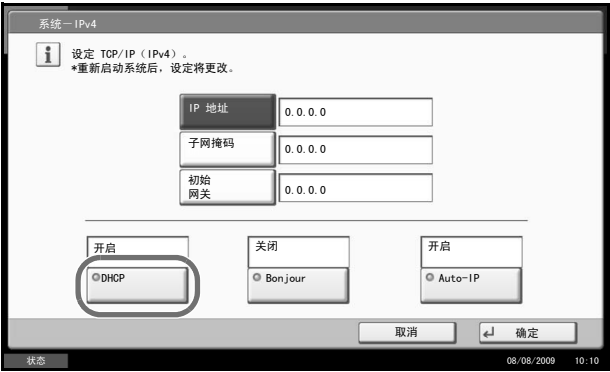 系统－IPv4
设定 TCP/IP（IPv4）。
*重新启动系统后，设定将更改。
IP 地址
0.0.0.0
子网掩码
0.0.0.0
初始
网关
0.0.0.0
开启
关闭
开启
DHCP
Bonjour
Auto-IP
取消
确定
状态
08/08/2009
10:10